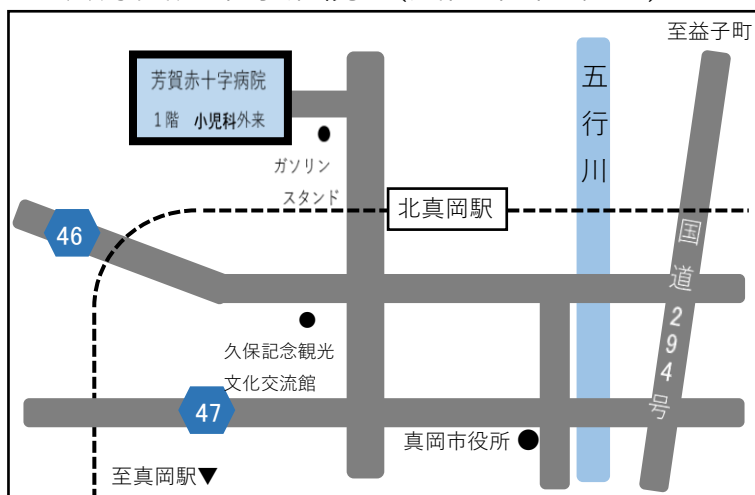 至益子町
芳賀赤十字病院
1階 小児科外来
五行川
ガソリン
スタンド
北真岡駅
46
国道294号
久保記念観光
文化交流館
47
真岡市役所
至真岡駅▼